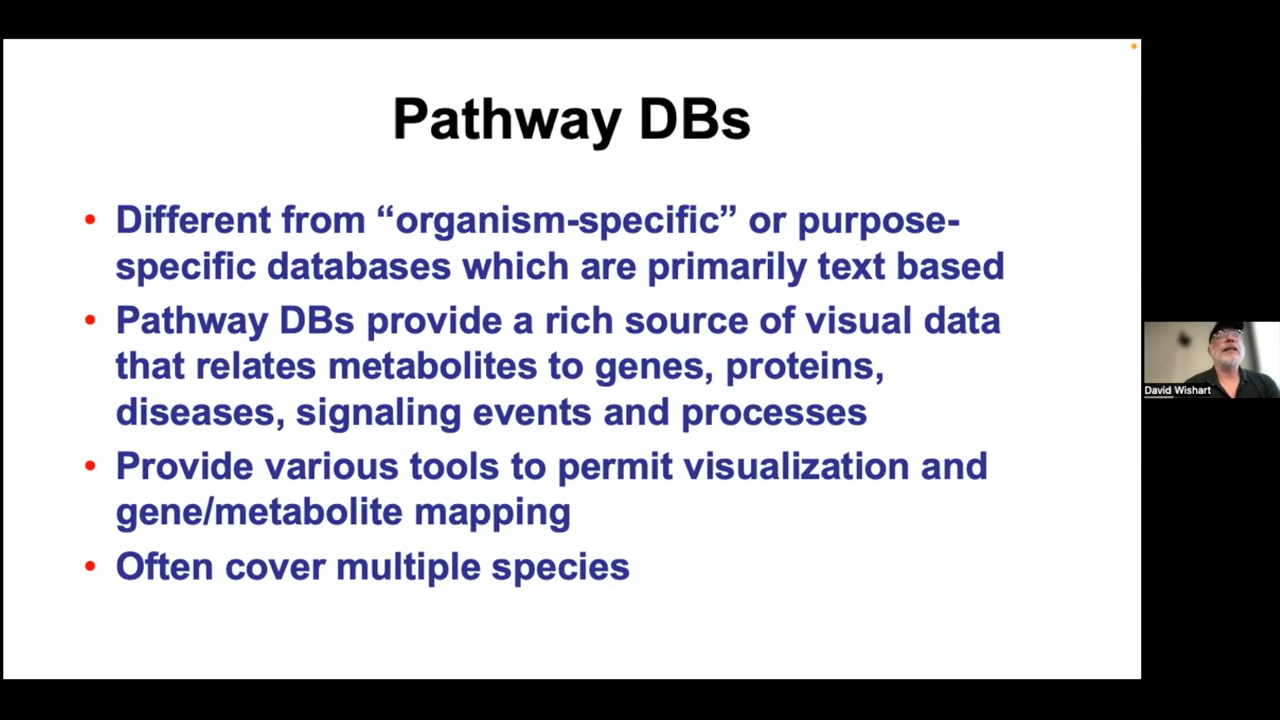 Pathway DBs
• Different from “organism-specific” or purpose-
specific databases which are primarily text based
• Pathway DBs provide a rich source of visual data
that relates metabolites to genes, proteins,
diseases, signaling events and processes
• Provide various tools to permit visualization and
gene/metabolite mapping
• Often cover multiple species
David Wishart